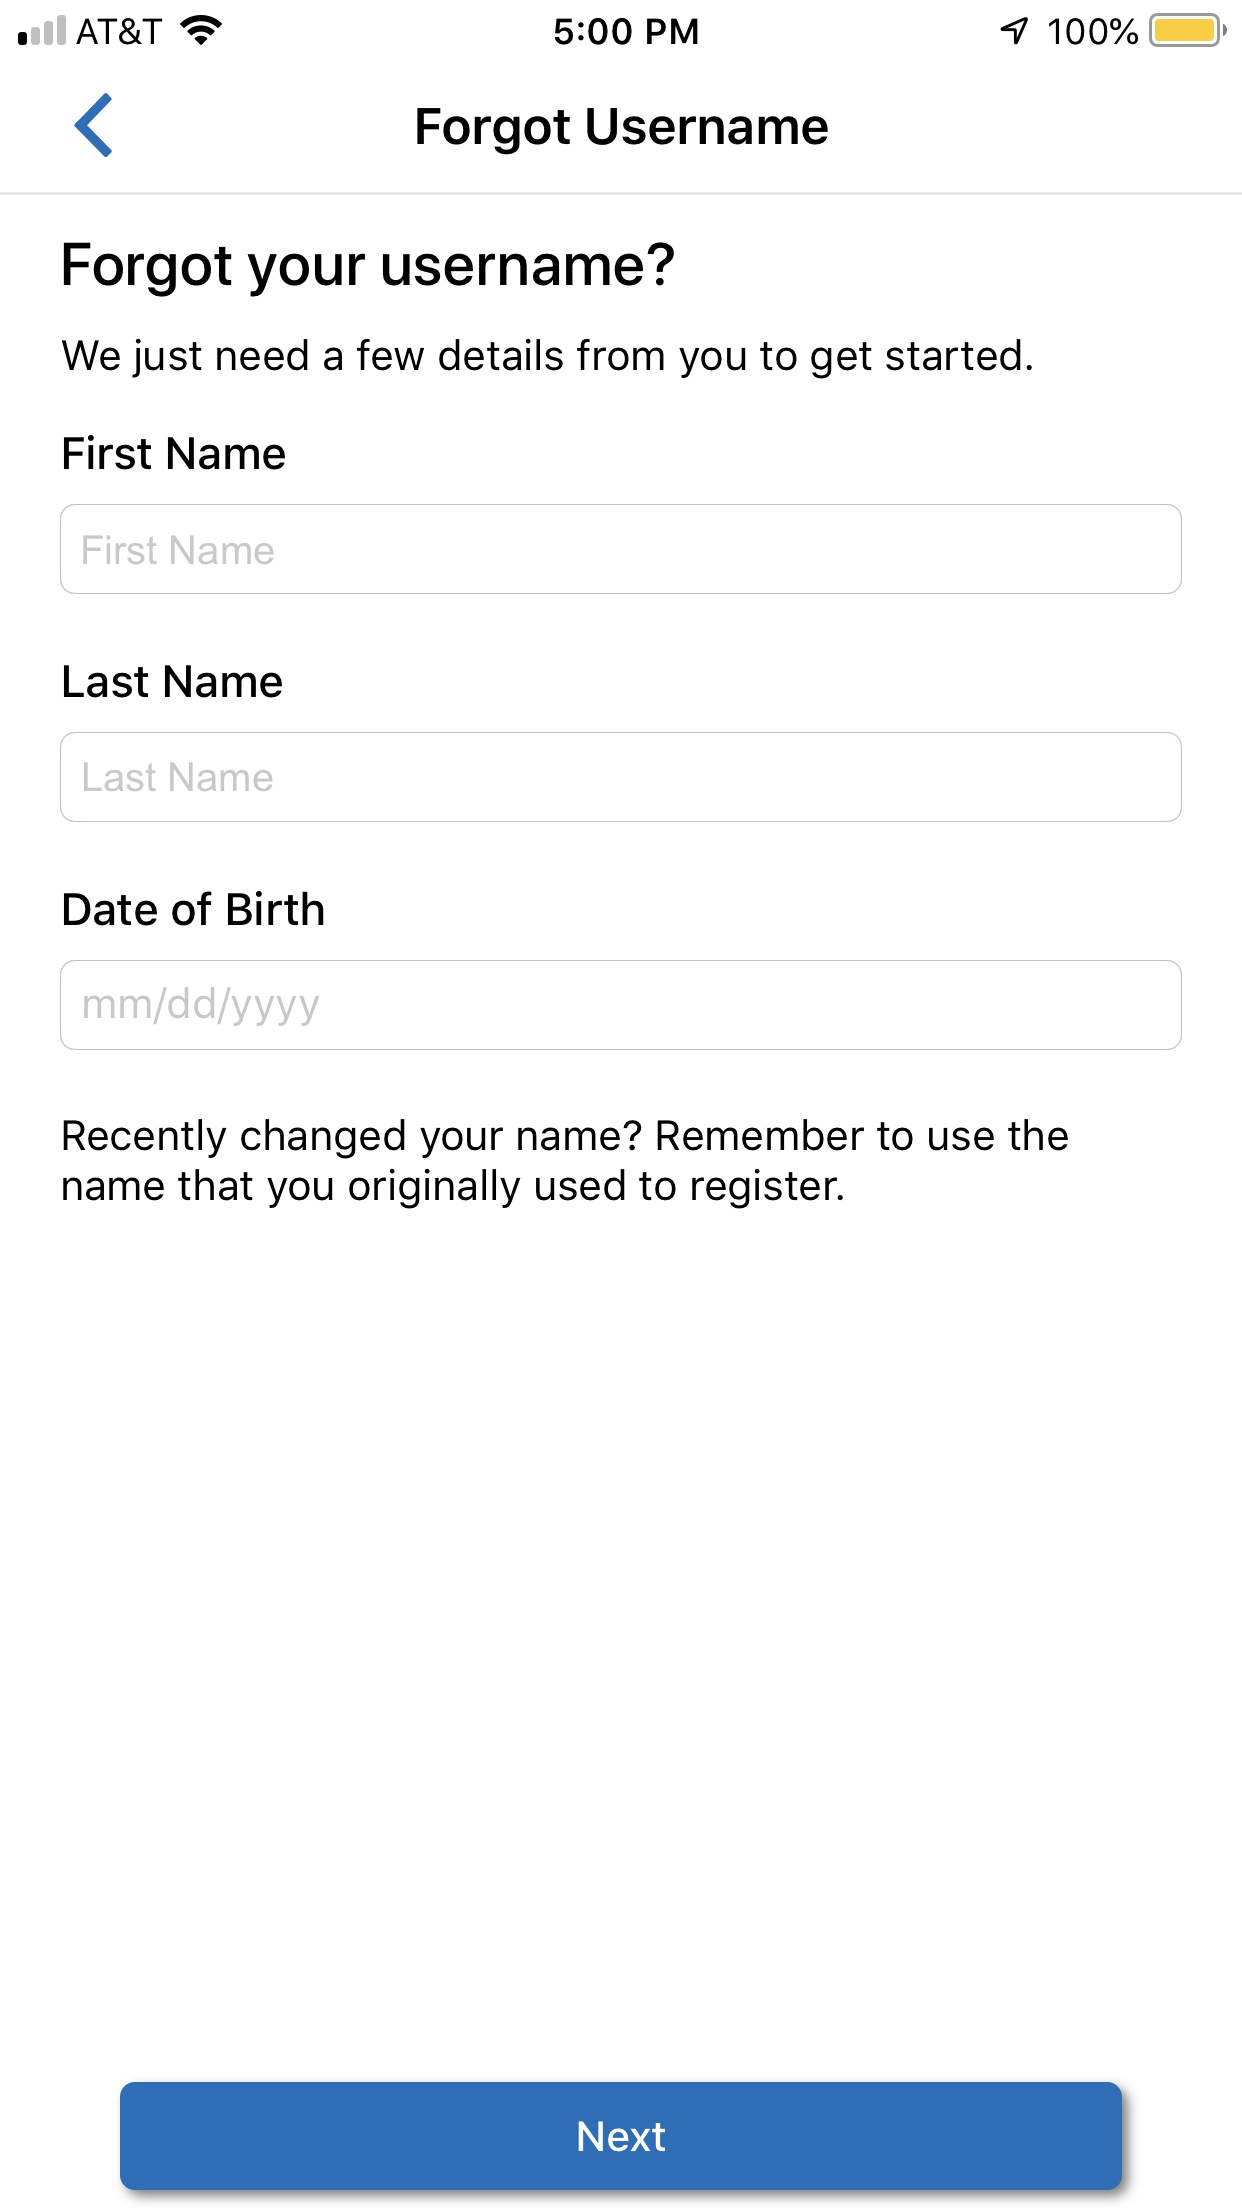 AT&T 5:00 PM 100%
Forgot Username
Forgot your username?
We just need a few details from you to get started.
First Name
First Name
Last Name
Last Name
Date of Birth
mm/dd/yyyy
Recently changed your name? Remember to use the
name that you originally used to register.
Next